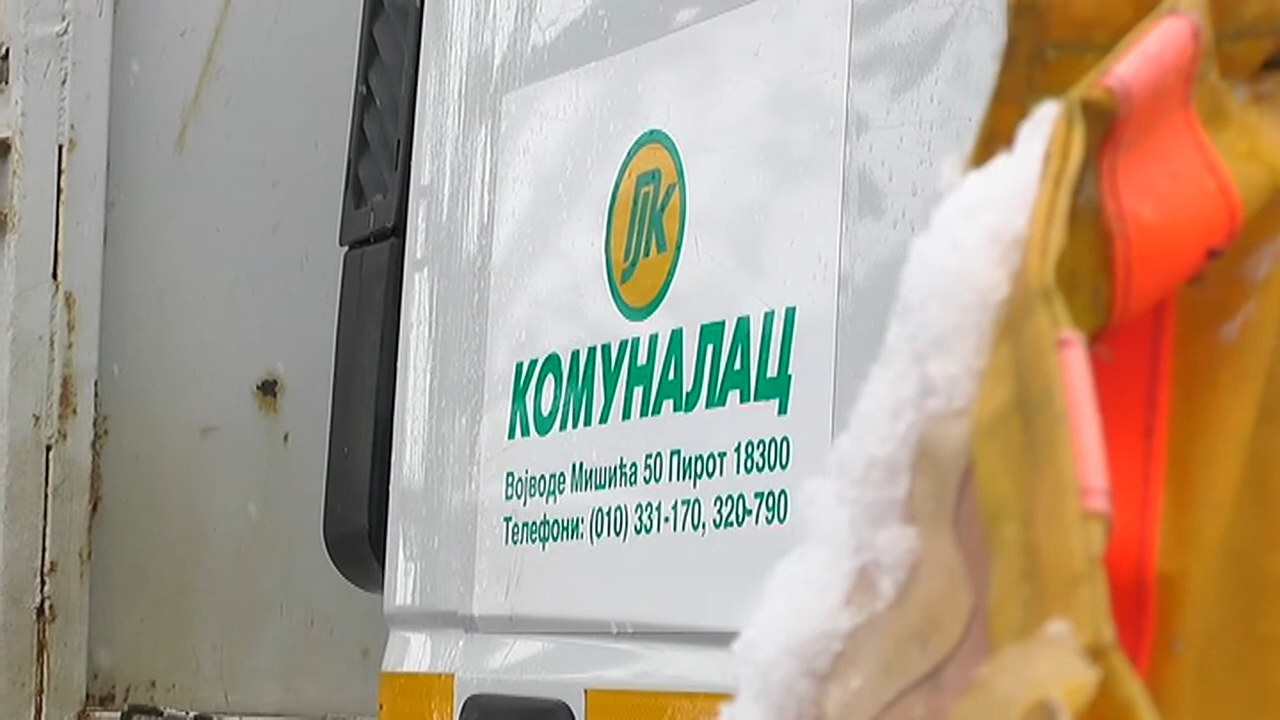 ЈПК
КОМУНАЛАЦ
Војводе Мишића 50 Пирот 18300
Телефони: (010) 331-170, 320-790